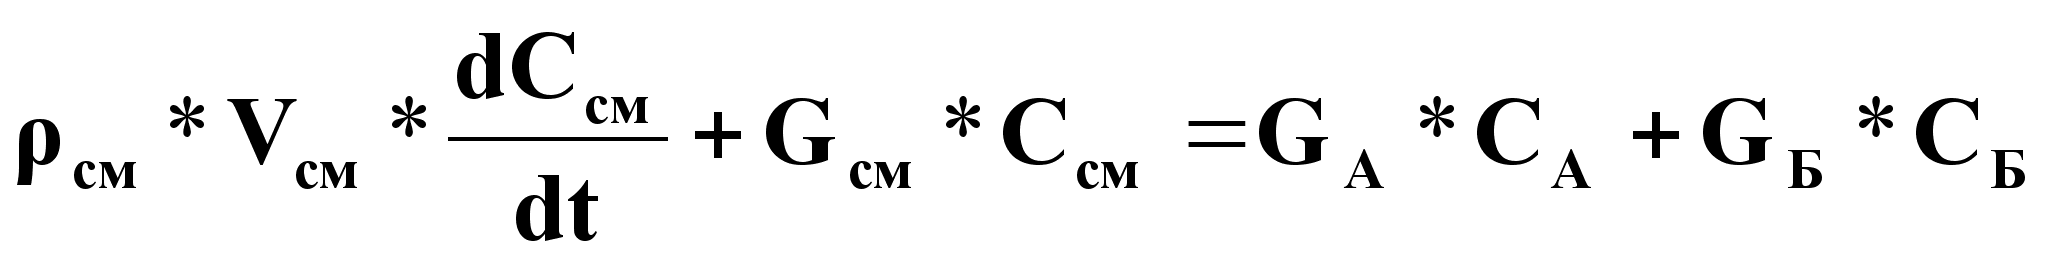 ρсм * Vсм * dCсм/dt + Gсм * Cсм = GА * CА + GБ * CБ